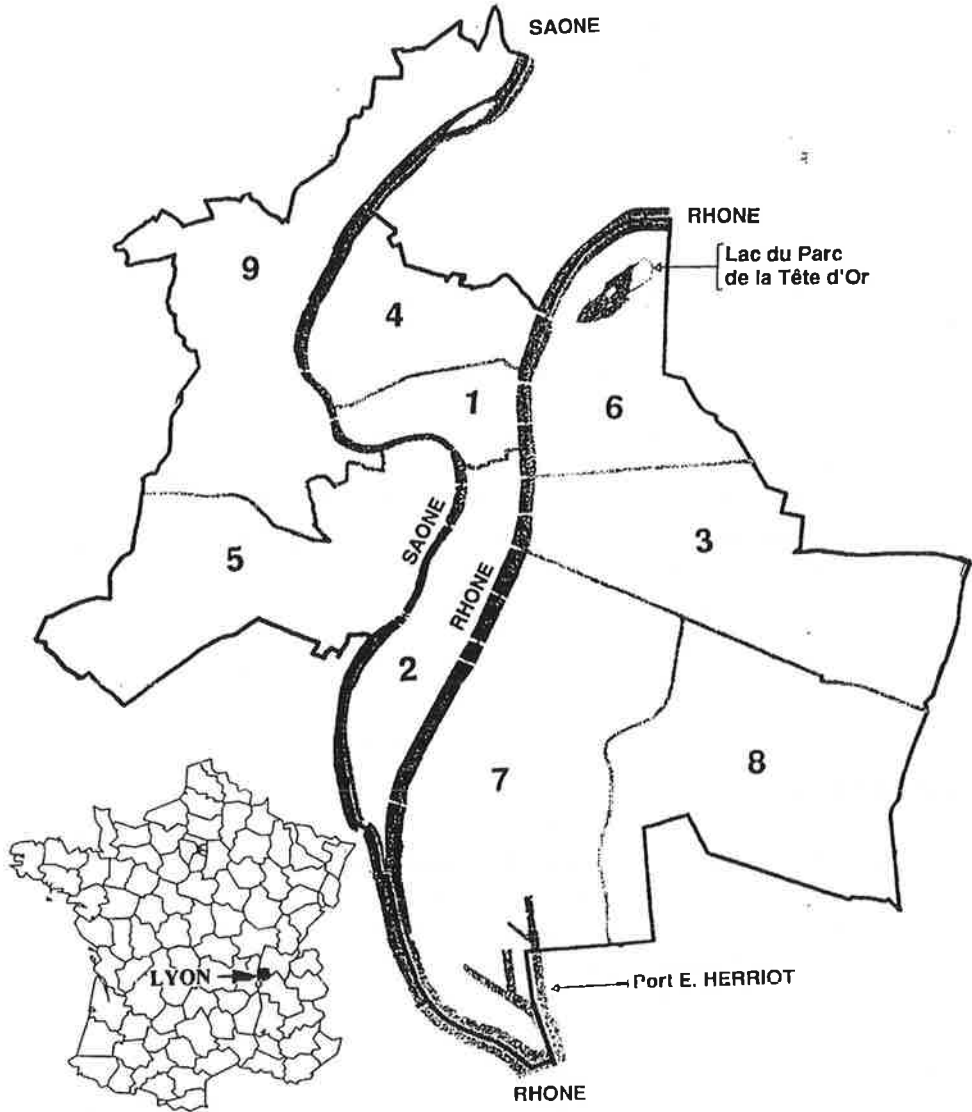 SAONE
RHONE
Lac du Parc
de la Tête d'Or
9
4
1
6
SAONE
3
5
RHONE
2
7
8
LYON
Port E. HERRIOT
RHONE